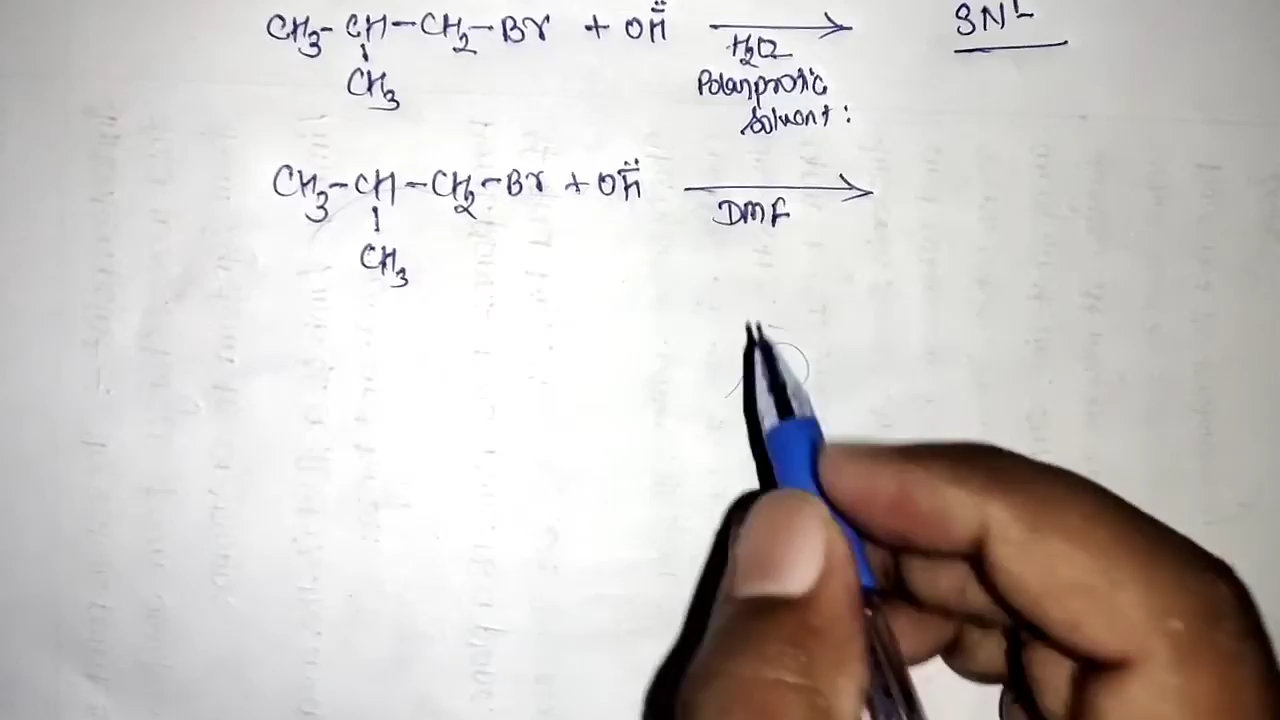 CH3-CH-CH2-Br + OH⁻ → SN1
CH3
H2O
Polar protic
solvent:
CH3-CH-CH2-Br + OH⁻ →
CH3
DMF